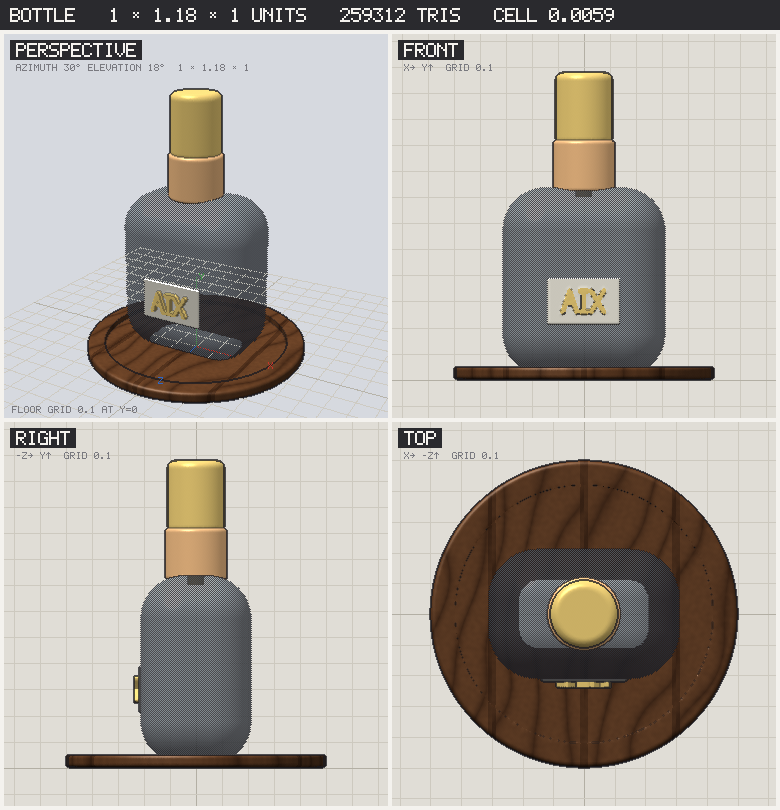 BOTTLE 1 × 1.18 × 1 UNITS 259312 TRIS CELL 0.0059
PERSPECTIVE
AZIMUTH 30° ELEVATION 18° 1 × 1.18 × 1
AIX
FLOOR GRID 0.1 AT Y=0
FRONT
X→ Y↑ GRID 0.1
AIX
RIGHT
-Z→ Y↑ GRID 0.1
TOP
X→ -Z↑ GRID 0.1